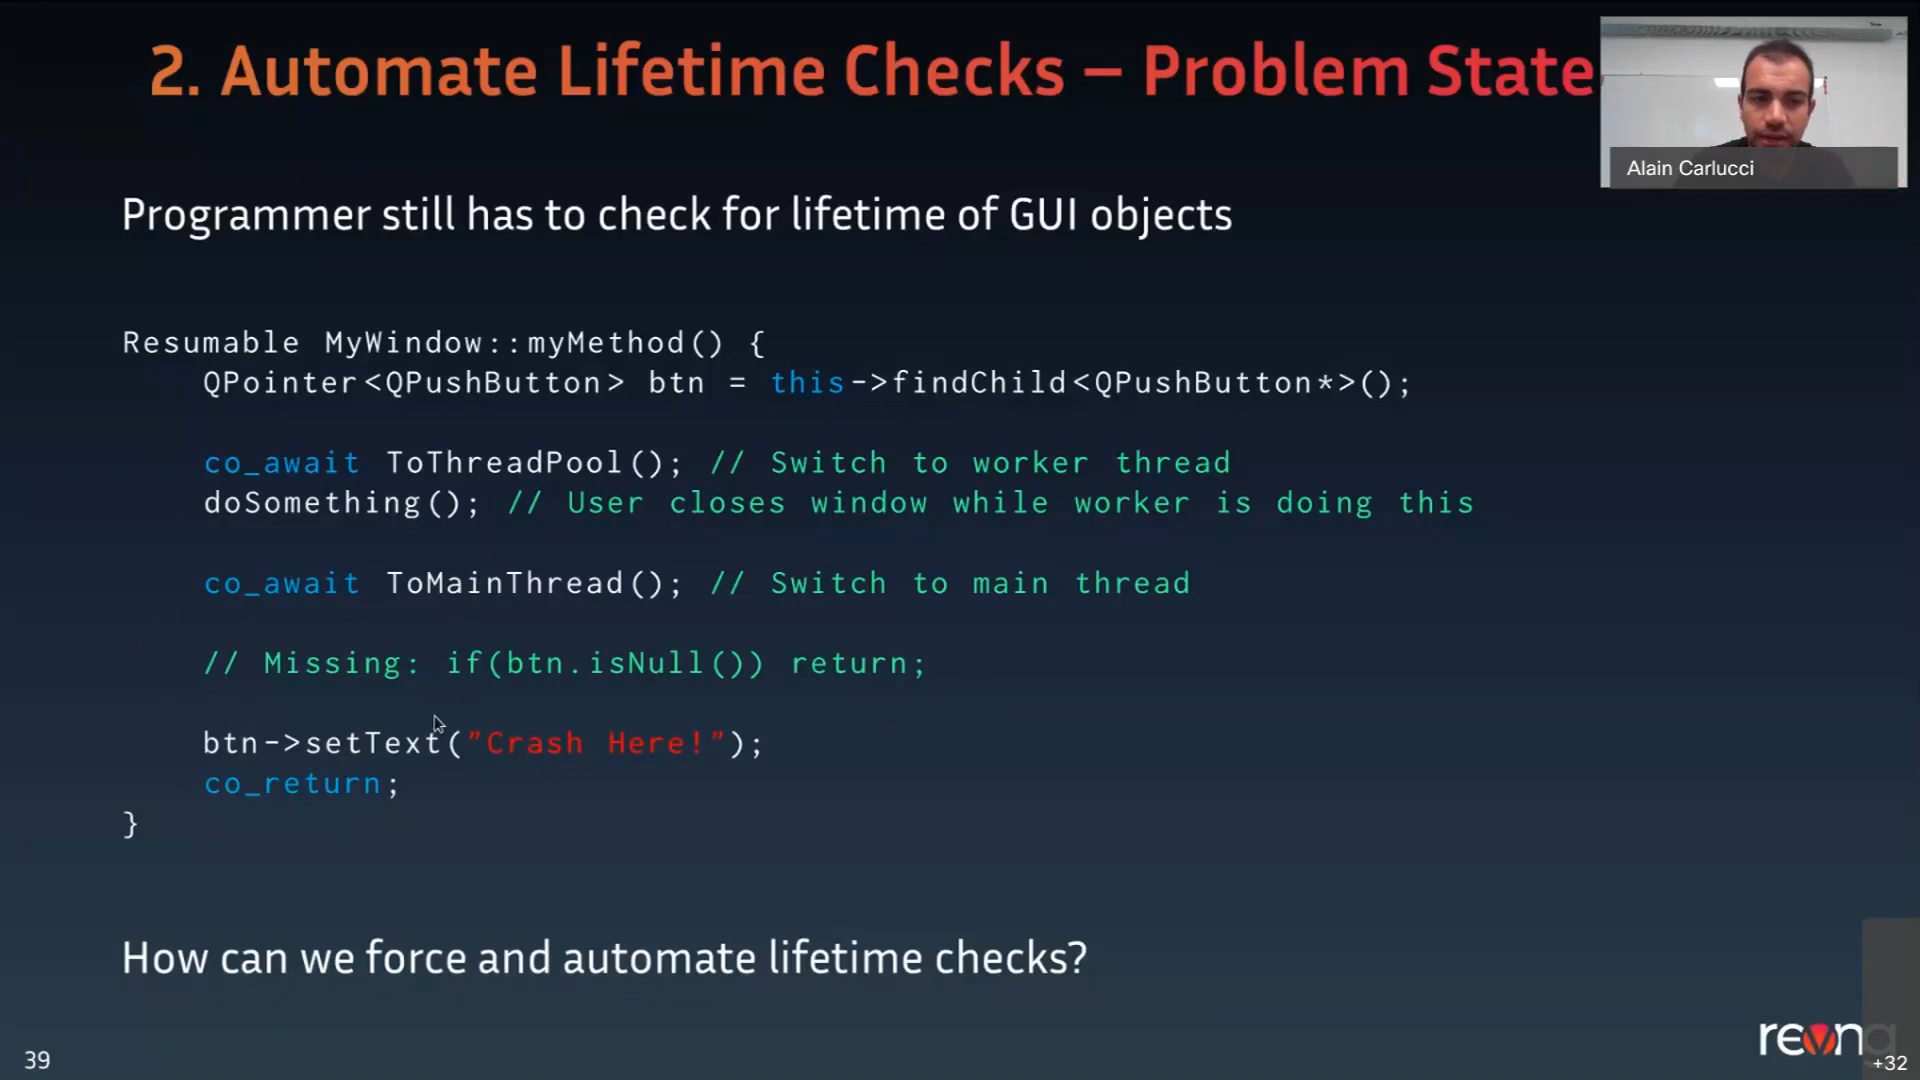 2. Automate Lifetime Checks – Problem State
Alain Carlucci
Programmer still has to check for lifetime of GUI objects
Resumable MyWindow::myMethod() {
QPointer<QPushButton> btn = this->findChild<QPushButton*>();
co_await ToThreadPool(); // Switch to worker thread
doSomething(); // User closes window while worker is doing this
co_await ToMainThread(); // Switch to main thread
// Missing: if(btn.isNull()) return;
btn->setText("Crash Here!");
co_return;
}
How can we force and automate lifetime checks?
revng
39
+32